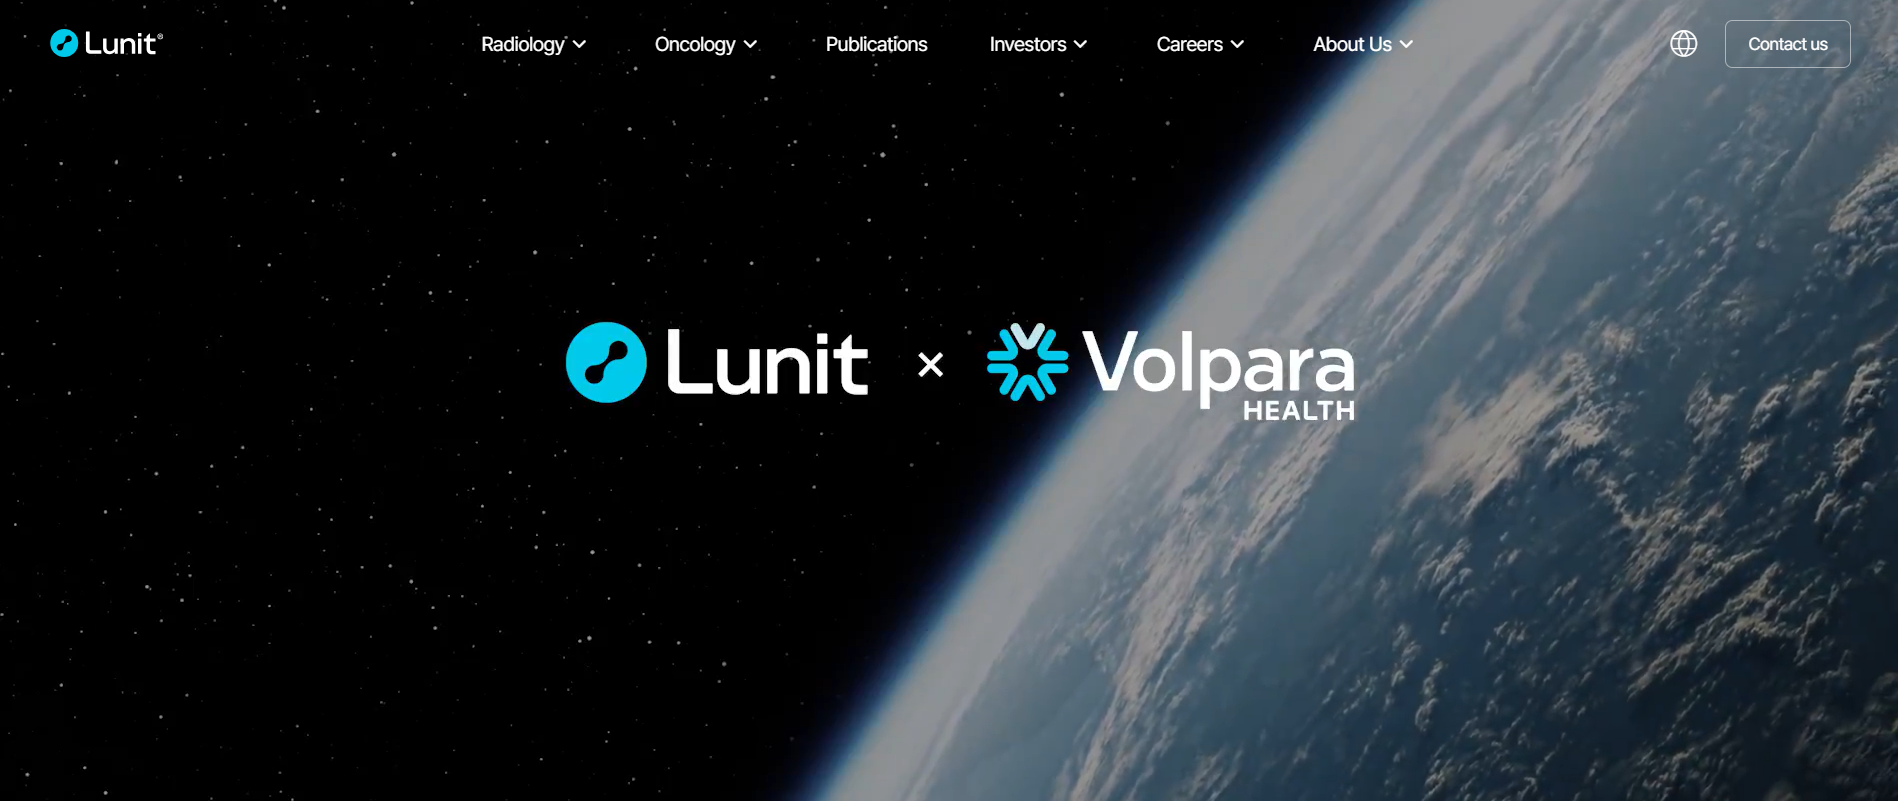 Lunit®
Radiology
Oncology
Publications
Investors
Careers
About Us
Contact us
Lunit × Volpara
HEALTH